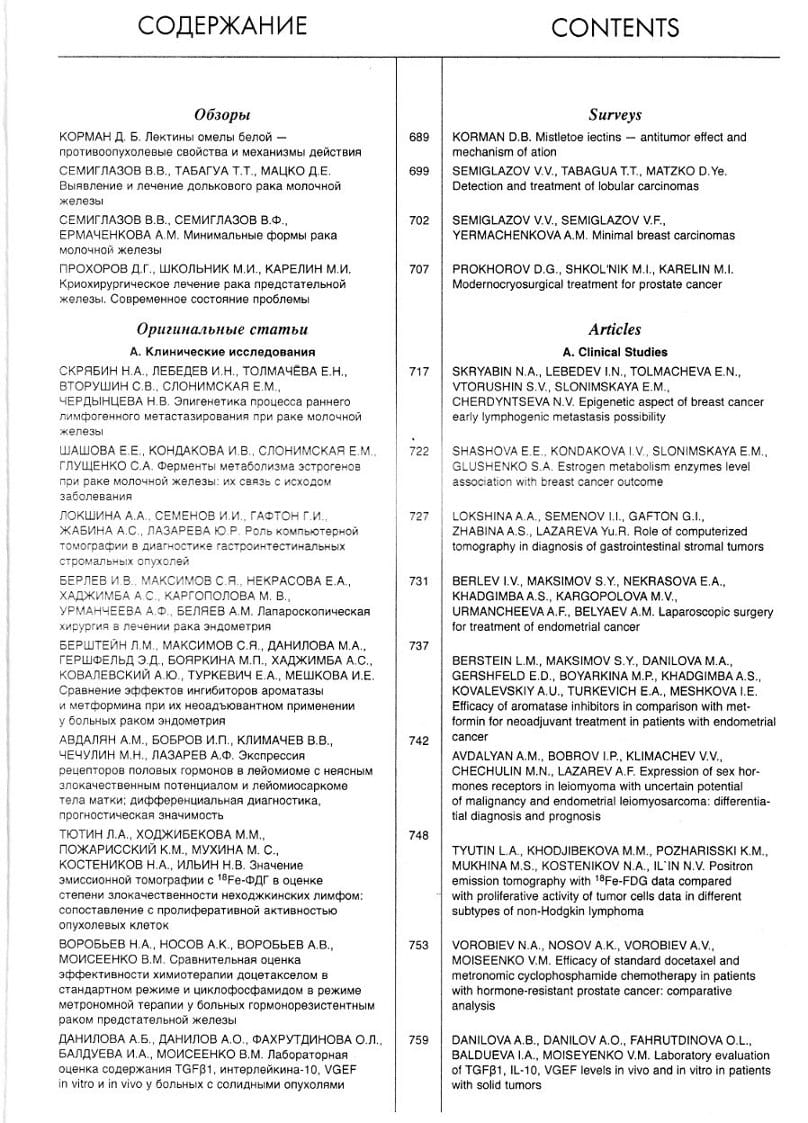 СОДЕРЖАНИЕ
Обзоры
КОРМАН Д. Б. Лектины омелы белой —
противоопухолевые свойства и механизмы действия
СЕМИГЛАЗОВ В.В., ТАБАГУА Т.Т., МАЦКО Д.Е.
Выявление и лечение долькового рака молочной
железы
СЕМИГЛАЗОВ В.В., СЕМИГЛАЗОВ В.Ф.,
ЕРМАЧЕНКОВА А.М. Минимальные формы рака
молочной железы
ПРОХОРОВ Д.Г., ШКОЛЬНИК М.И., КАРЕЛИН М.И.
Криохирургическое лечение рака предстательной
железы. Современное состояние проблемы
Оригинальные статьи
А. Клинические исследования
СКРЯБИН Н.А., ЛЕБЕДЕВ И.Н., ТОЛМАЧЁВА Е.Н.,
ВТОРУШИН С.В., СЛОНИМСКАЯ Е.М.,
ЧЕРДЫНЦЕВА Н.В. Эпигенетика процесса раннего
лимфогенного метастазирования при раке молочной
железы
ШАШОВА Е.Е., КОНДАКОВА И.В., СЛОНИМСКАЯ Е.М.,
ГЛУЩЕНКО С.А. Ферменты метаболизма эстрогенов
при раке молочной железы: их связь с исходом
заболевания
ЛОКШИНА А.А., СЕМЕНОВ И.И., ГАФТОН Г.И.,
ЖАБИНА А.С., ЛАЗАРЕВА Ю.Р. Роль компьютерной
томографии в диагностике гастроинтестинальных
стромальных опухолей
БЕРЛЕВ И.В., МАКСИМОВ С.Я., НЕКРАСОВА Е.А.,
ХАДЖИМБА А.С., КАРГОПОЛОВА М. В.,
УРМАНЧЕЕВА А.Ф., БЕЛЯЕВ А.М. Лапароскопическая
хирургия в лечении рака эндометрия
БЕРШТЕЙН Л.М., МАКСИМОВ С.Я., ДАНИЛОВА М.А.,
ГЕРШФЕЛЬД Э.Д., БОЯРКИНА М.П., ХАДЖИМБА А.С.,
КОВАЛЕВСКИЙ А.Ю., ТУРКЕВИЧ Е.А., МЕШКОВА И.Е.
Сравнение эффектов ингибиторов ароматазы
и метформина при их неоадъювантном применении
у больных раком эндометрия
АВДАЛЯН А.М., БОБРОВ И.П., КЛИМАЧЕВ В.В.,
ЧЕЧУЛИН М.Н., ЛАЗАРЕВ А.Ф. Экспрессия
рецепторов половых гормонов в лейомиоме с неясным
злокачественным потенциалом и лейомиосаркоме
тела матки; дифференциальная диагностика,
прогностическая значимость
ТЮТИН Л.А., ХОДЖИБЕКОВА М.М.,
ПОЖАРИССКИЙ К.М., МУХИНА М. С.,
КОСТЕНИКОВ Н.А., ИЛЬИН Н.В. Значение
эмиссионной томографии с ¹⁸Fe-ФДГ в оценке
степени злокачественности неходжкинских лимфом:
сопоставление с пролиферативной активностью
опухолевых клеток
ВОРОБЬЕВ Н.А., НОСОВ А.К., ВОРОБЬЕВ А.В.,
МОИСЕЕНКО В.М. Сравнительная оценка
эффективности химиотерапии доцетакселом в
стандартном режиме и циклофосфамидом в режиме
метрономной терапии у больных гормонорезистентным
раком предстательной железы
ДАНИЛОВА А.Б., ДАНИЛОВ А.О., ФАХРУТДИНОВА О.Л.,
БАЛДУЕВА И.А., МОИСЕЕНКО В.М. Лабораторная
оценка содержания TGFβ1, интерлейкина-10, VGEF
in vitro и in vivo у больных с солидными опухолями
689
699
702
707
717
722
727
731
737
742
748
753
759
CONTENTS
Surveys
KORMAN D.B. Mistletoe iectins — antitumor effect and
mechanism of ation
SEMIGLAZOV V.V., TABAGUA T.T., MATZKO D.Ye.
Detection and treatment of lobular carcinomas
SEMIGLAZOV V.V., SEMIGLAZOV V.F.,
YERMACHENKOVA A.M. Minimal breast carcinomas
PROKHOROV D.G., SHKOL'NIK M.I., KARELIN M.I.
Modernocryosurgical treatment for prostate cancer
Articles
A. Clinical Studies
SKRYABIN N.A., LEBEDEV I.N., TOLMACHEVA E.N.,
VTORUSHIN S.V., SLONIMSKAYA E.M.,
CHERDYNTSEVA N.V. Epigenetic aspect of breast cancer
early lymphogenic metastasis possibility
SHASHOVA E.E., KONDAKOVA I.V., SLONIMSKAYA E.M.,
GLUSHENKO S.A. Estrogen metabolism enzymes level
association with breast cancer outcome
LOKSHINA A.A., SEMENOV I.I., GAFTON G.I.,
ZHABINA A.S., LAZAREVA Yu.R. Role of computerized
tomography in diagnosis of gastrointestinal stromal tumors
BERLEV I.V., MAKSIMOV S.Y., NEKRASOVA E.A.,
KHADGIMBA A.S., KARGOPOLOVA M.V.,
URMANCHEEVA A.F., BELYAEV A.M. Laparoscopic surgery
for treatment of endometrial cancer
BERSTEIN L.M., MAKSIMOV S.Y., DANILOVA M.A.,
GERSHFELD E.D., BOYARKINA M.P., KHADGIMBA A.S.,
KOVALEVSKIY A.U., TURKEVICH E.A., MESHKOVA I.E.
Efficacy of aromatase inhibitors in comparison with met-
formin for neoadjuvant treatment in patients with endometrial
cancer
AVDALYAN A.M., BOBROV I.P., KLIMACHEV V.V.,
CHECHULIN M.N., LAZAREV A.F. Expression of sex hor-
mones receptors in leiomyoma with uncertain potential
of malignancy and endometrial leiomyosarcoma: differentia-
tial diagnosis and prognosis
TYUTIN L.A., KHODJIBEKOVA M.M., POZHARISSKI K.M.,
MUKHINA M.S., KOSTENIKOV N.A., IL`IN N.V. Positron
emission tomography with ¹⁸Fe-FDG data compared
with proliferative activity of tumor cells data in different
subtypes of non-Hodgkin lymphoma
VOROBIEV N.A., NOSOV A.K., VOROBIEV A.V.,
MOISEENKO V.M. Efficacy of standard docetaxel and
metronomic cyclophosphamide chemotherapy in patients
with hormone-resistant prostate cancer: comparative
analysis
DANILOVA A.B., DANILOV A.O., FAHRUTDINOVA O.L.,
BALDUEVA I.A., MOISEYENKO V.M. Laboratory evaluation
of TGFβ1, IL-10, VGEF levels in vivo and in vitro in patients
with solid tumors